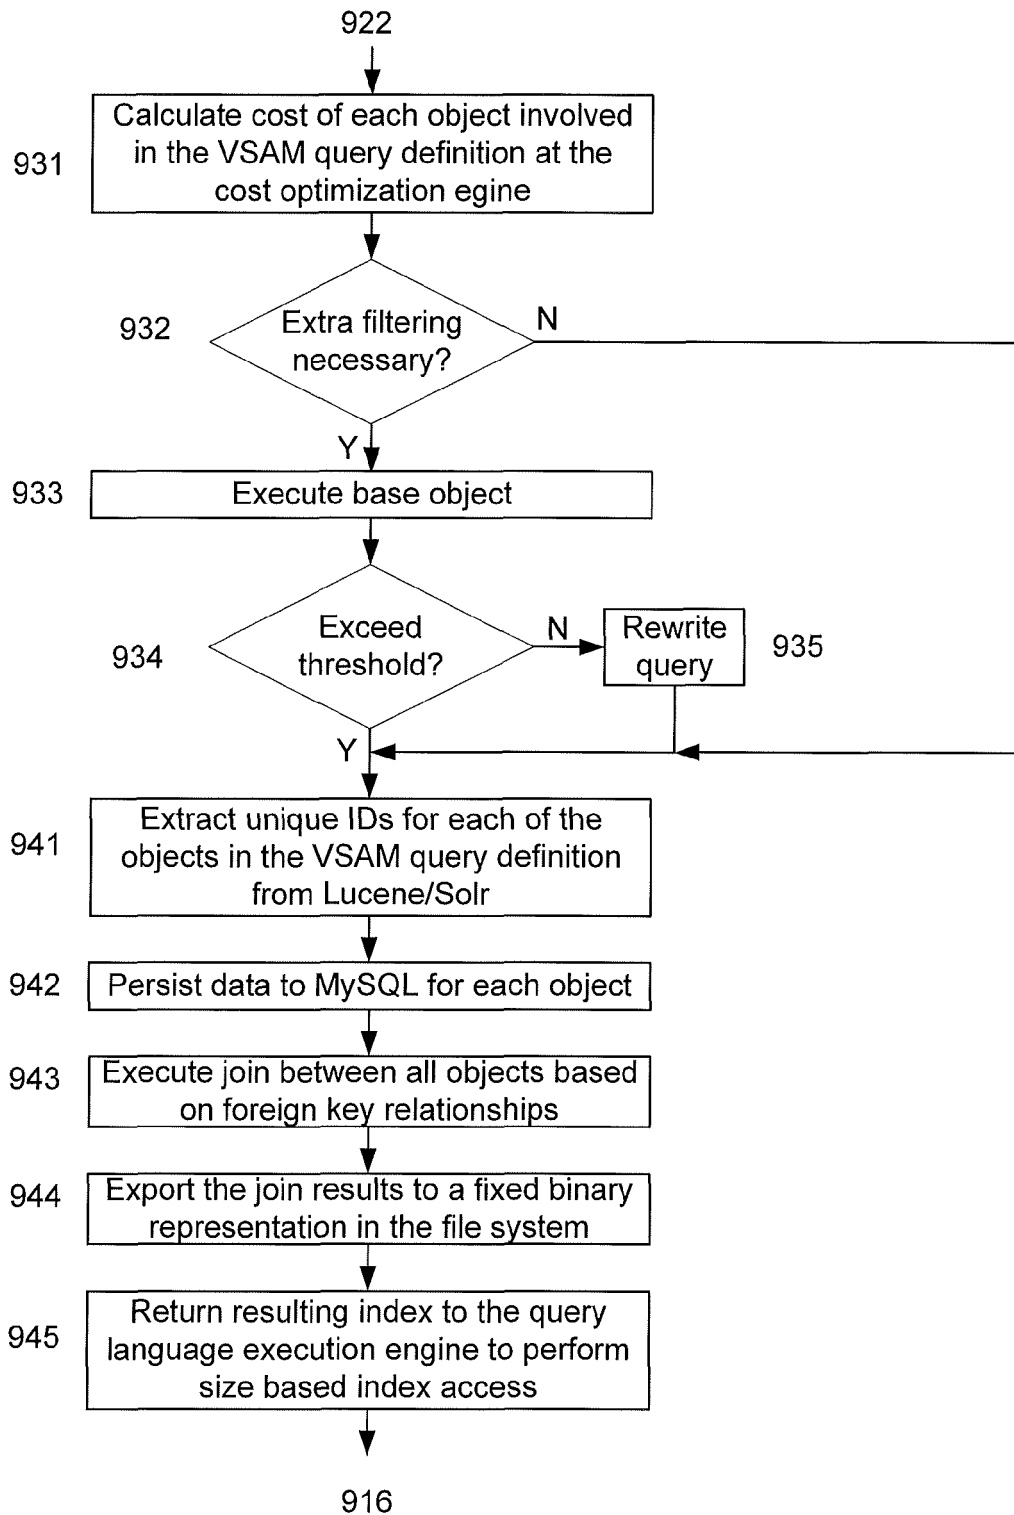 922
Calculate cost of each object involved
in the VSAM query definition at the
cost optimization egine
931
Extra filtering
necessary?
932
N
Y
Execute base object
933
Exceed
threshold?
934
N
Rewrite
query
935
Y
Extract unique IDs for each of the
objects in the VSAM query definition
from Lucene/Solr
941
Persist data to MySQL for each object
942
Execute join between all objects based
on foreign key relationships
943
Export the join results to a fixed binary
representation in the file system
944
Return resulting index to the query
language execution engine to perform
size based index access
945
916